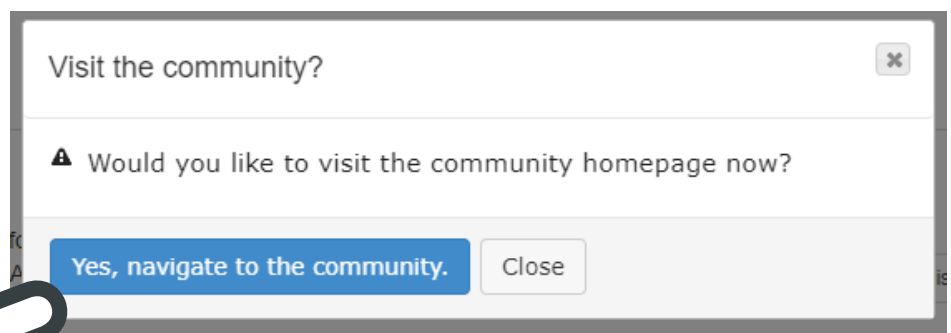 Visit the community?
Would you like to visit the community homepage now?
Yes, navigate to the community.
Close